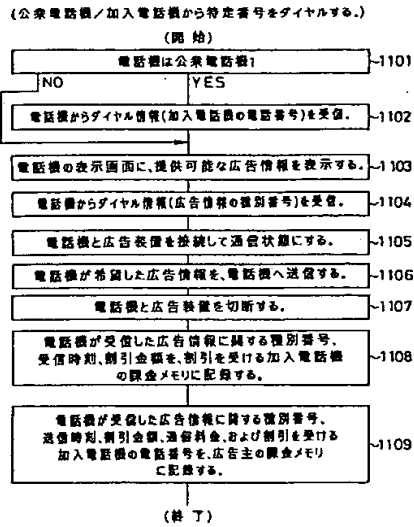 (公衆電話機/加入電話機から特定番号をダイヤルする。)
(開 始)
電話機は公衆電話機? 1101
NO YES
電話機からダイヤル情報(加入電話機の電話番号)を受信。 1102
電話機の表示画面に、提供可能な広告情報を表示する。 1103
電話機からダイヤル情報(広告情報の種別番号)を受信。 1104
電話機と広告装置を接続して通信状態にする。 1105
電話機が希望した広告情報を、電話機へ送信する。 1106
電話機と広告装置を切断する。 1107
電話機が受信した広告情報に関する種別番号、
受信時刻、割引金額を、割引を受ける加入電話機 1108
の課金メモリに記録する。
電話機が受信した広告情報に関する種別番号、
送信時刻、割引金額、通信料金、および割引を受ける
加入電話機の電話番号を、広告主の課金メモリ 1109
に記録する。
(終 了)